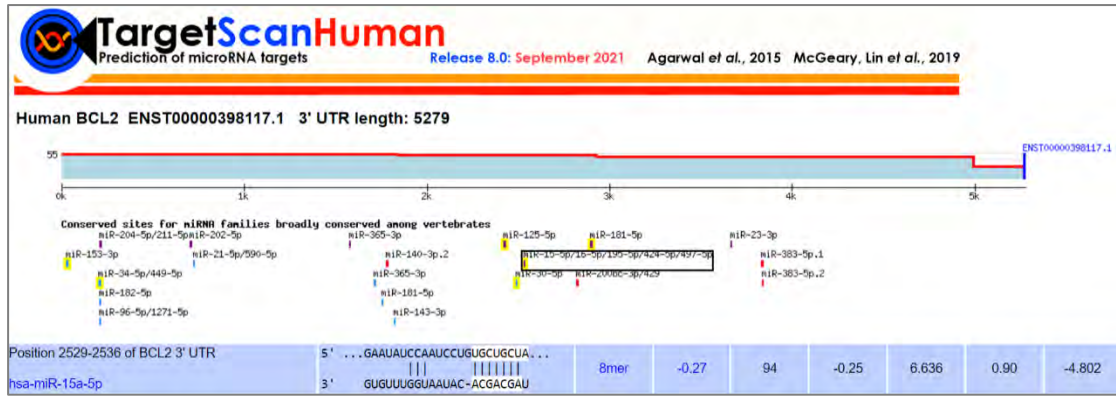 TargetScanHuman
Prediction of microRNA targets Release 8.0: September 2021 Agarwal et al., 2015 McGeary, Lin et al., 2019
Human BCL2 ENST00000398117.1 3' UTR length: 5279
ENST00000398117.1
55
0k 1k 2k 3k 4k 5k
Conserved sites for miRNA families broadly conserved among vertebrates
miR-204-5p/211-5p miR-202-5p miR-365-3p miR-125-5p miR-181-5p miR-23-3p
miR-153-3p miR-21-5p/590-5p miR-140-3p.2 miR-15-5p/16-5p/195-5p/424-5p/497-5p miR-383-5p.1
miR-34-5p/449-5p miR-365-3p miR-30-5p miR-200bc-3p/429 miR-383-5p.2
miR-182-5p miR-181-5p
miR-96-5p/1271-5p miR-143-3p
Position 2529-2536 of BCL2 3' UTR 5' ...GAAUAUCCAAUCCUGUGCUGCUA... 8mer -0.27 94 -0.25 6.636 0.90 -4.802
hsa-miR-15a-5p 3' GUGUUUGGUAAUAC-ACGACGAU